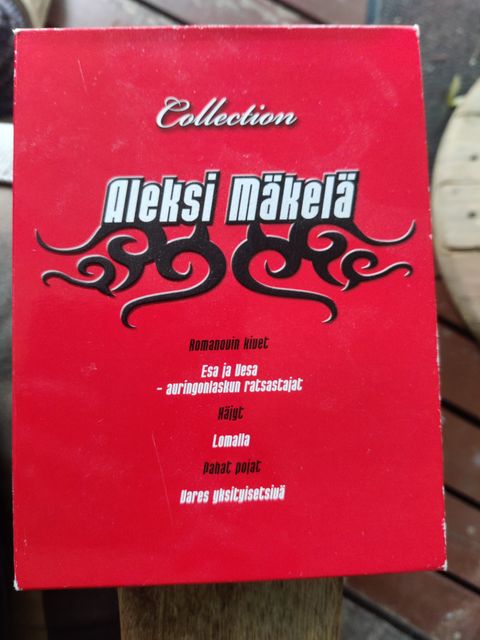 Collection
Aleksi Mäkelä
Romanovin kivet
Esa ja Vesa
- auringonlaskun ratsastajat
Häjyt
Lomalla
Pahat pojat
Vares yksityisetsivä